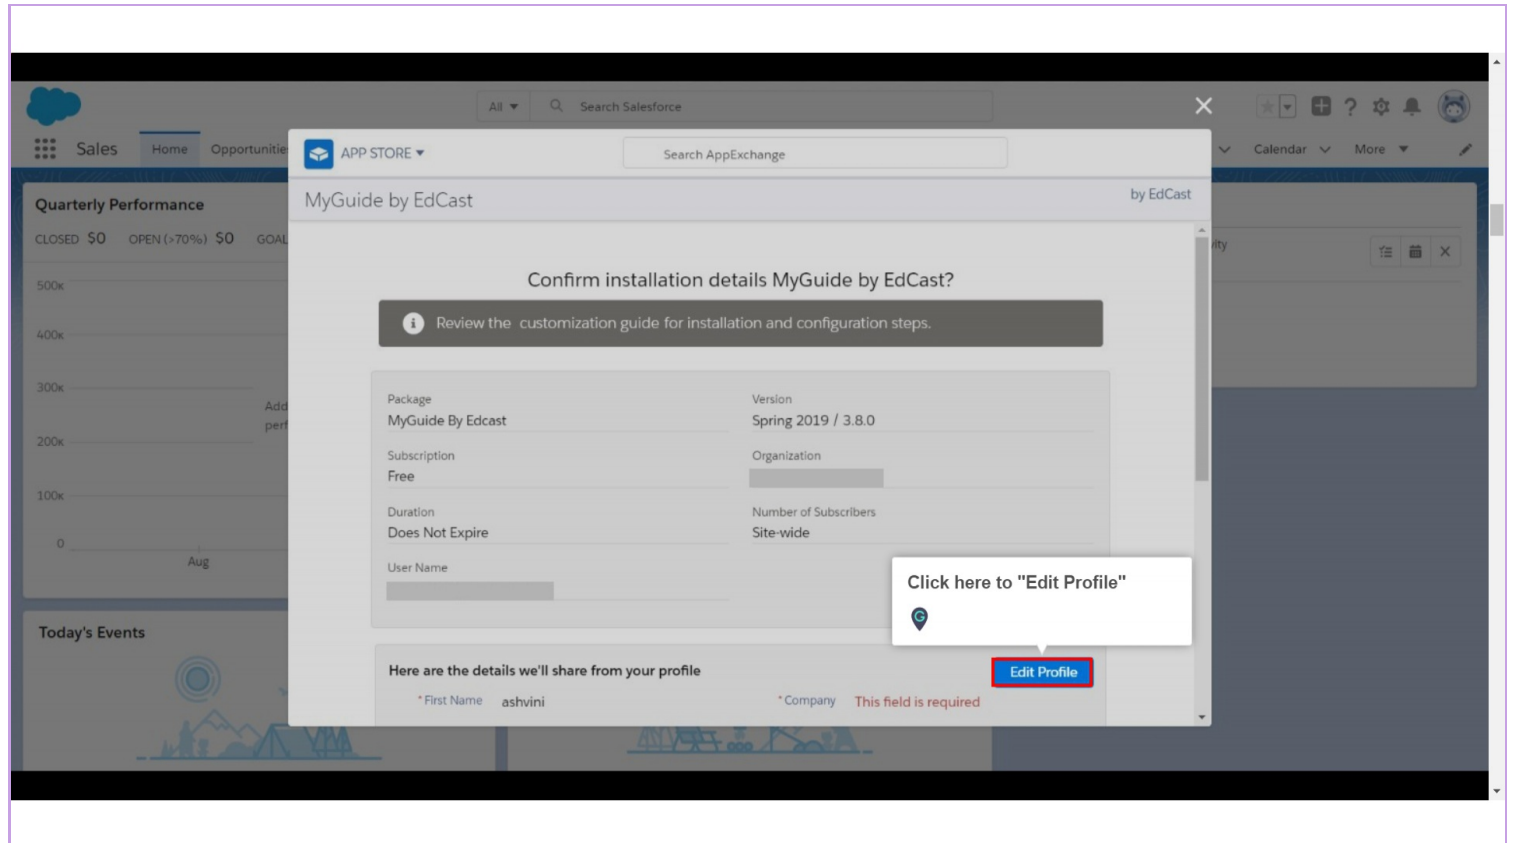 All
Search Salesforce
Sales
Home
Opportunitie
Calendar
More
APP STORE
Search AppExchange
MyGuide by EdCast
by EdCast
Quarterly Performance
CLOSED $0 OPEN (>70%) $0 GOAL
500K
400K
300K
200K
100K
0
Aug
Add
perf
vity
Confirm installation details MyGuide by EdCast?
Review the customization guide for installation and configuration steps.
Package
MyGuide By Edcast
Version
Spring 2019 / 3.8.0
Subscription
Free
Organization
Duration
Does Not Expire
Number of Subscribers
Site-wide
User Name
Click here to "Edit Profile"
Today's Events
Here are the details we'll share from your profile
Edit Profile
* First Name ashvini
* Company This field is required